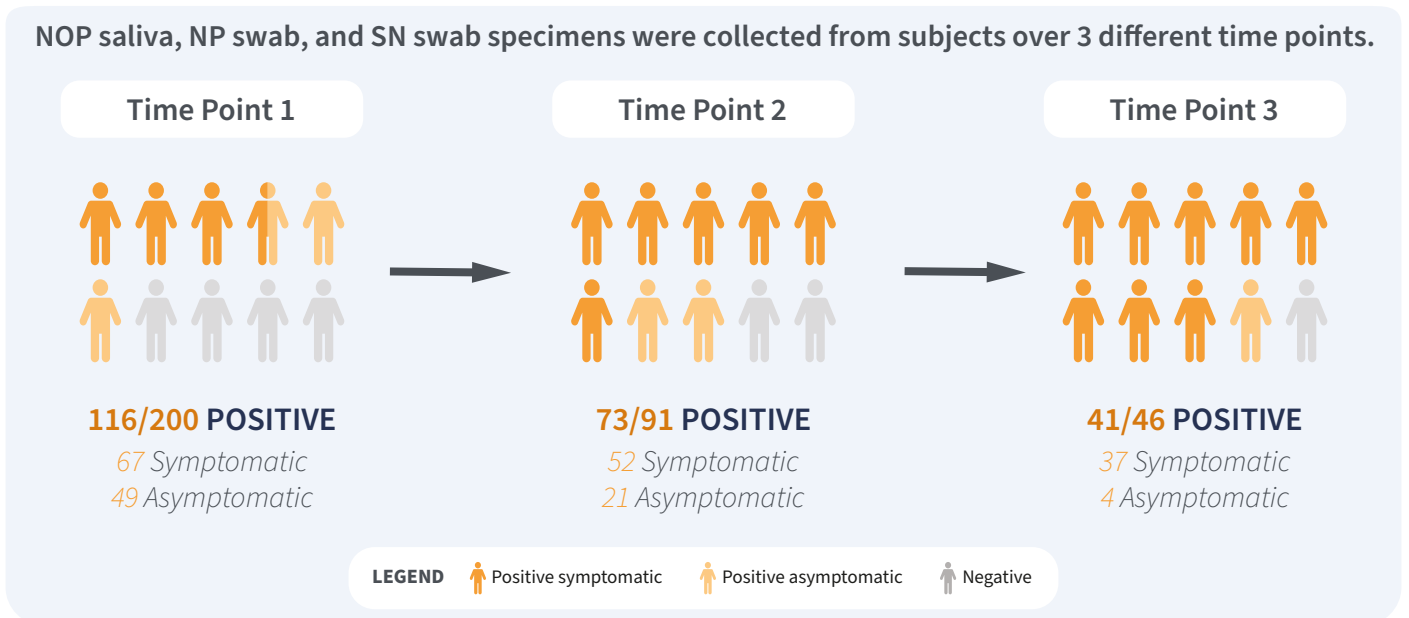 NOP saliva, NP swab, and SN swab specimens were collected from subjects over 3 different time points.
Time Point 1
Time Point 2
Time Point 3
116/200 POSITIVE
67 Symptomatic
49 Asymptomatic
73/91 POSITIVE
52 Symptomatic
21 Asymptomatic
41/46 POSITIVE
37 Symptomatic
4 Asymptomatic
LEGEND Positive symptomatic Positive asymptomatic Negative